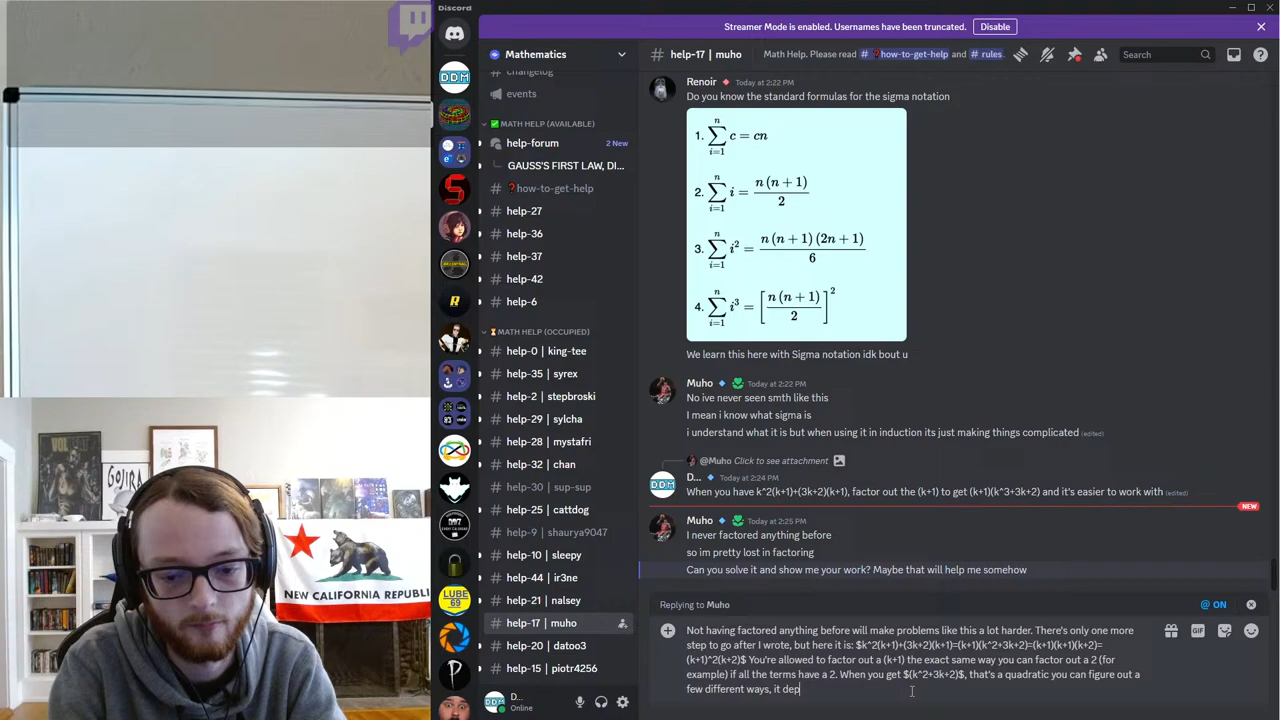 Discord
Streamer Mode is enabled. Usernames have been truncated.
Disable
Mathematics
# help-17 | muho
Math Help. Please read # ❓how-to-get-help and # rules.
Search
changelog
events
MATH HELP (AVAILABLE)
help-forum
2 New
GAUSS'S FIRST LAW, DI...
❓how-to-get-help
help-27
help-36
help-37
help-42
help-6
MATH HELP (OCCUPIED)
help-0 | king-tee
help-35 | syrex
help-2 | stepbroski
help-29 | sylcha
help-28 | mystafri
help-32 | chan
help-30 | sup-sup
help-25 | cattdog
help-9 | shaurya9047
help-10 | sleepy
help-44 | ir3ne
help-21 | nalsey
help-17 | muho
help-20 | datoo3
help-15 | piotr4256
D...
Online
Renoir Today at 2:22 PM
Do you know the standard formulas for the sigma notation
1. ∑_{i=1}^{n} c = cn
2. ∑_{i=1}^{n} i = n(n+1)/2
3. ∑_{i=1}^{n} i² = n(n+1)(2n+1)/6
4. ∑_{i=1}^{n} i³ = [n(n+1)/2]²
We learn this here with Sigma notation idk bout u
Muho Today at 2:22 PM
No ive never seen smth like this
I mean i know what sigma is
i understand what it is but when using it in induction its just making things complicated (edited)
@Muho Click to see attachment
D... Today at 2:24 PM
When you have k^2(k+1)+(3k+2)(k+1), factor out the (k+1) to get (k+1)(k^3+3k+2) and it's easier to work with (edited)
NEW
Muho Today at 2:25 PM
I never factored anything before
so im pretty lost in factoring
Can you solve it and show me your work? Maybe that will help me somehow
Replying to Muho
@ ON
Not having factored anything before will make problems like this a lot harder. There's only one more
step to go after I wrote, but here it is: $k^2(k+1)+(3k+2)(k+1)=(k+1)(k^2+3k+2)=(k+1)(k+1)(k+2)=
(k+1)^2(k+2)$ You're allowed to factor out a (k+1) the exact same way you can factor out a 2 (for
example) if all the terms have a 2. When you get $(k^2+3k+2)$, that's a quadratic you can figure out a
few different ways, it dep
GIF
DDM
DDM
DDM
LUBE
69
VOL
GOJIRA
NEW CALIFORNIA REPUBLI